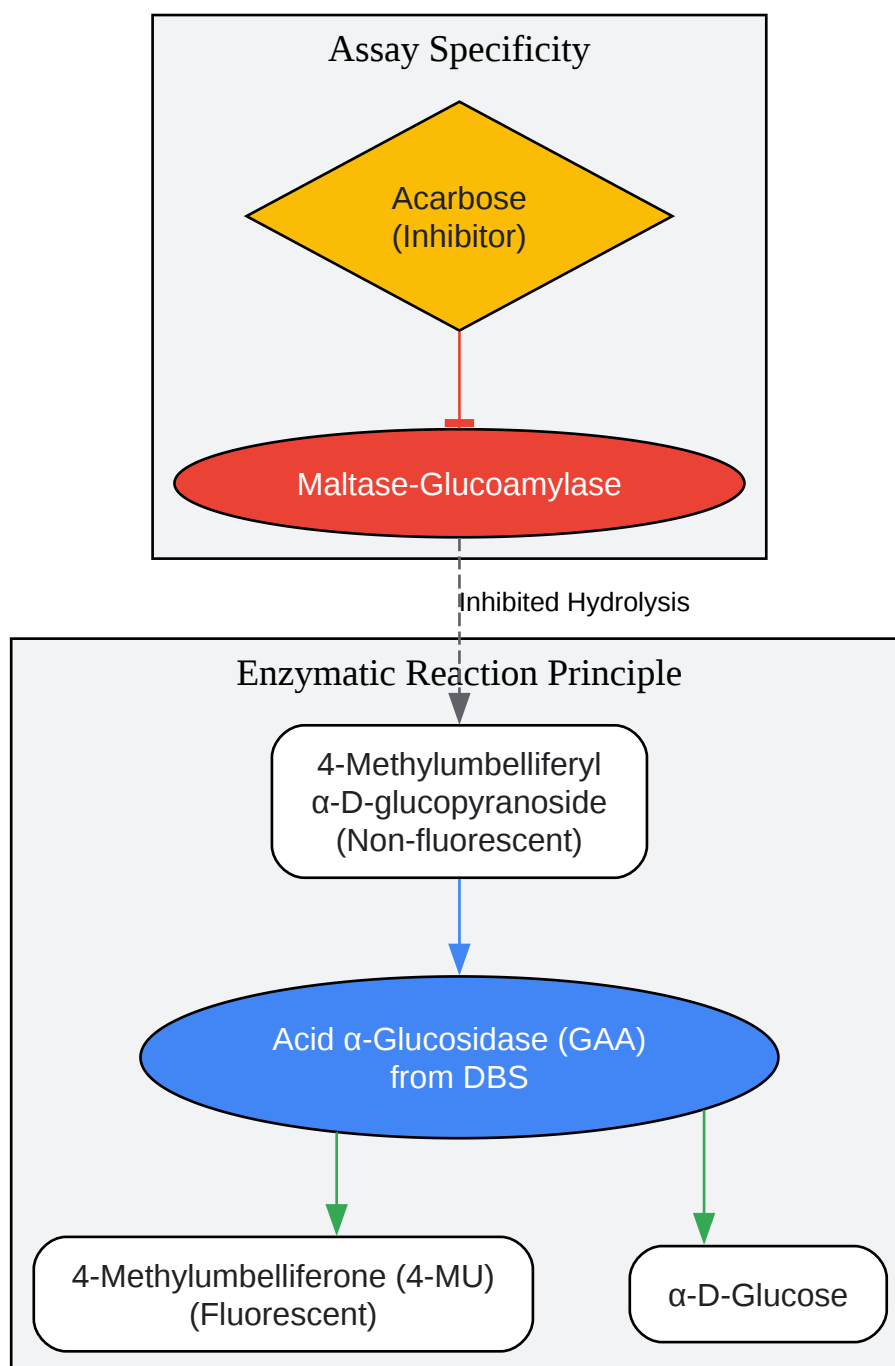 Assay Specificity
Acarbose
(Inhibitor)
Maltase-Glucoamylase
Inhibited Hydrolysis
Enzymatic Reaction Principle
4-Methylumbelliferyl
α-D-glucopyranoside
(Non-fluorescent)
Acid α-Glucosidase (GAA)
from DBS
4-Methylumbelliferone (4-MU)
(Fluorescent)
α-D-Glucose